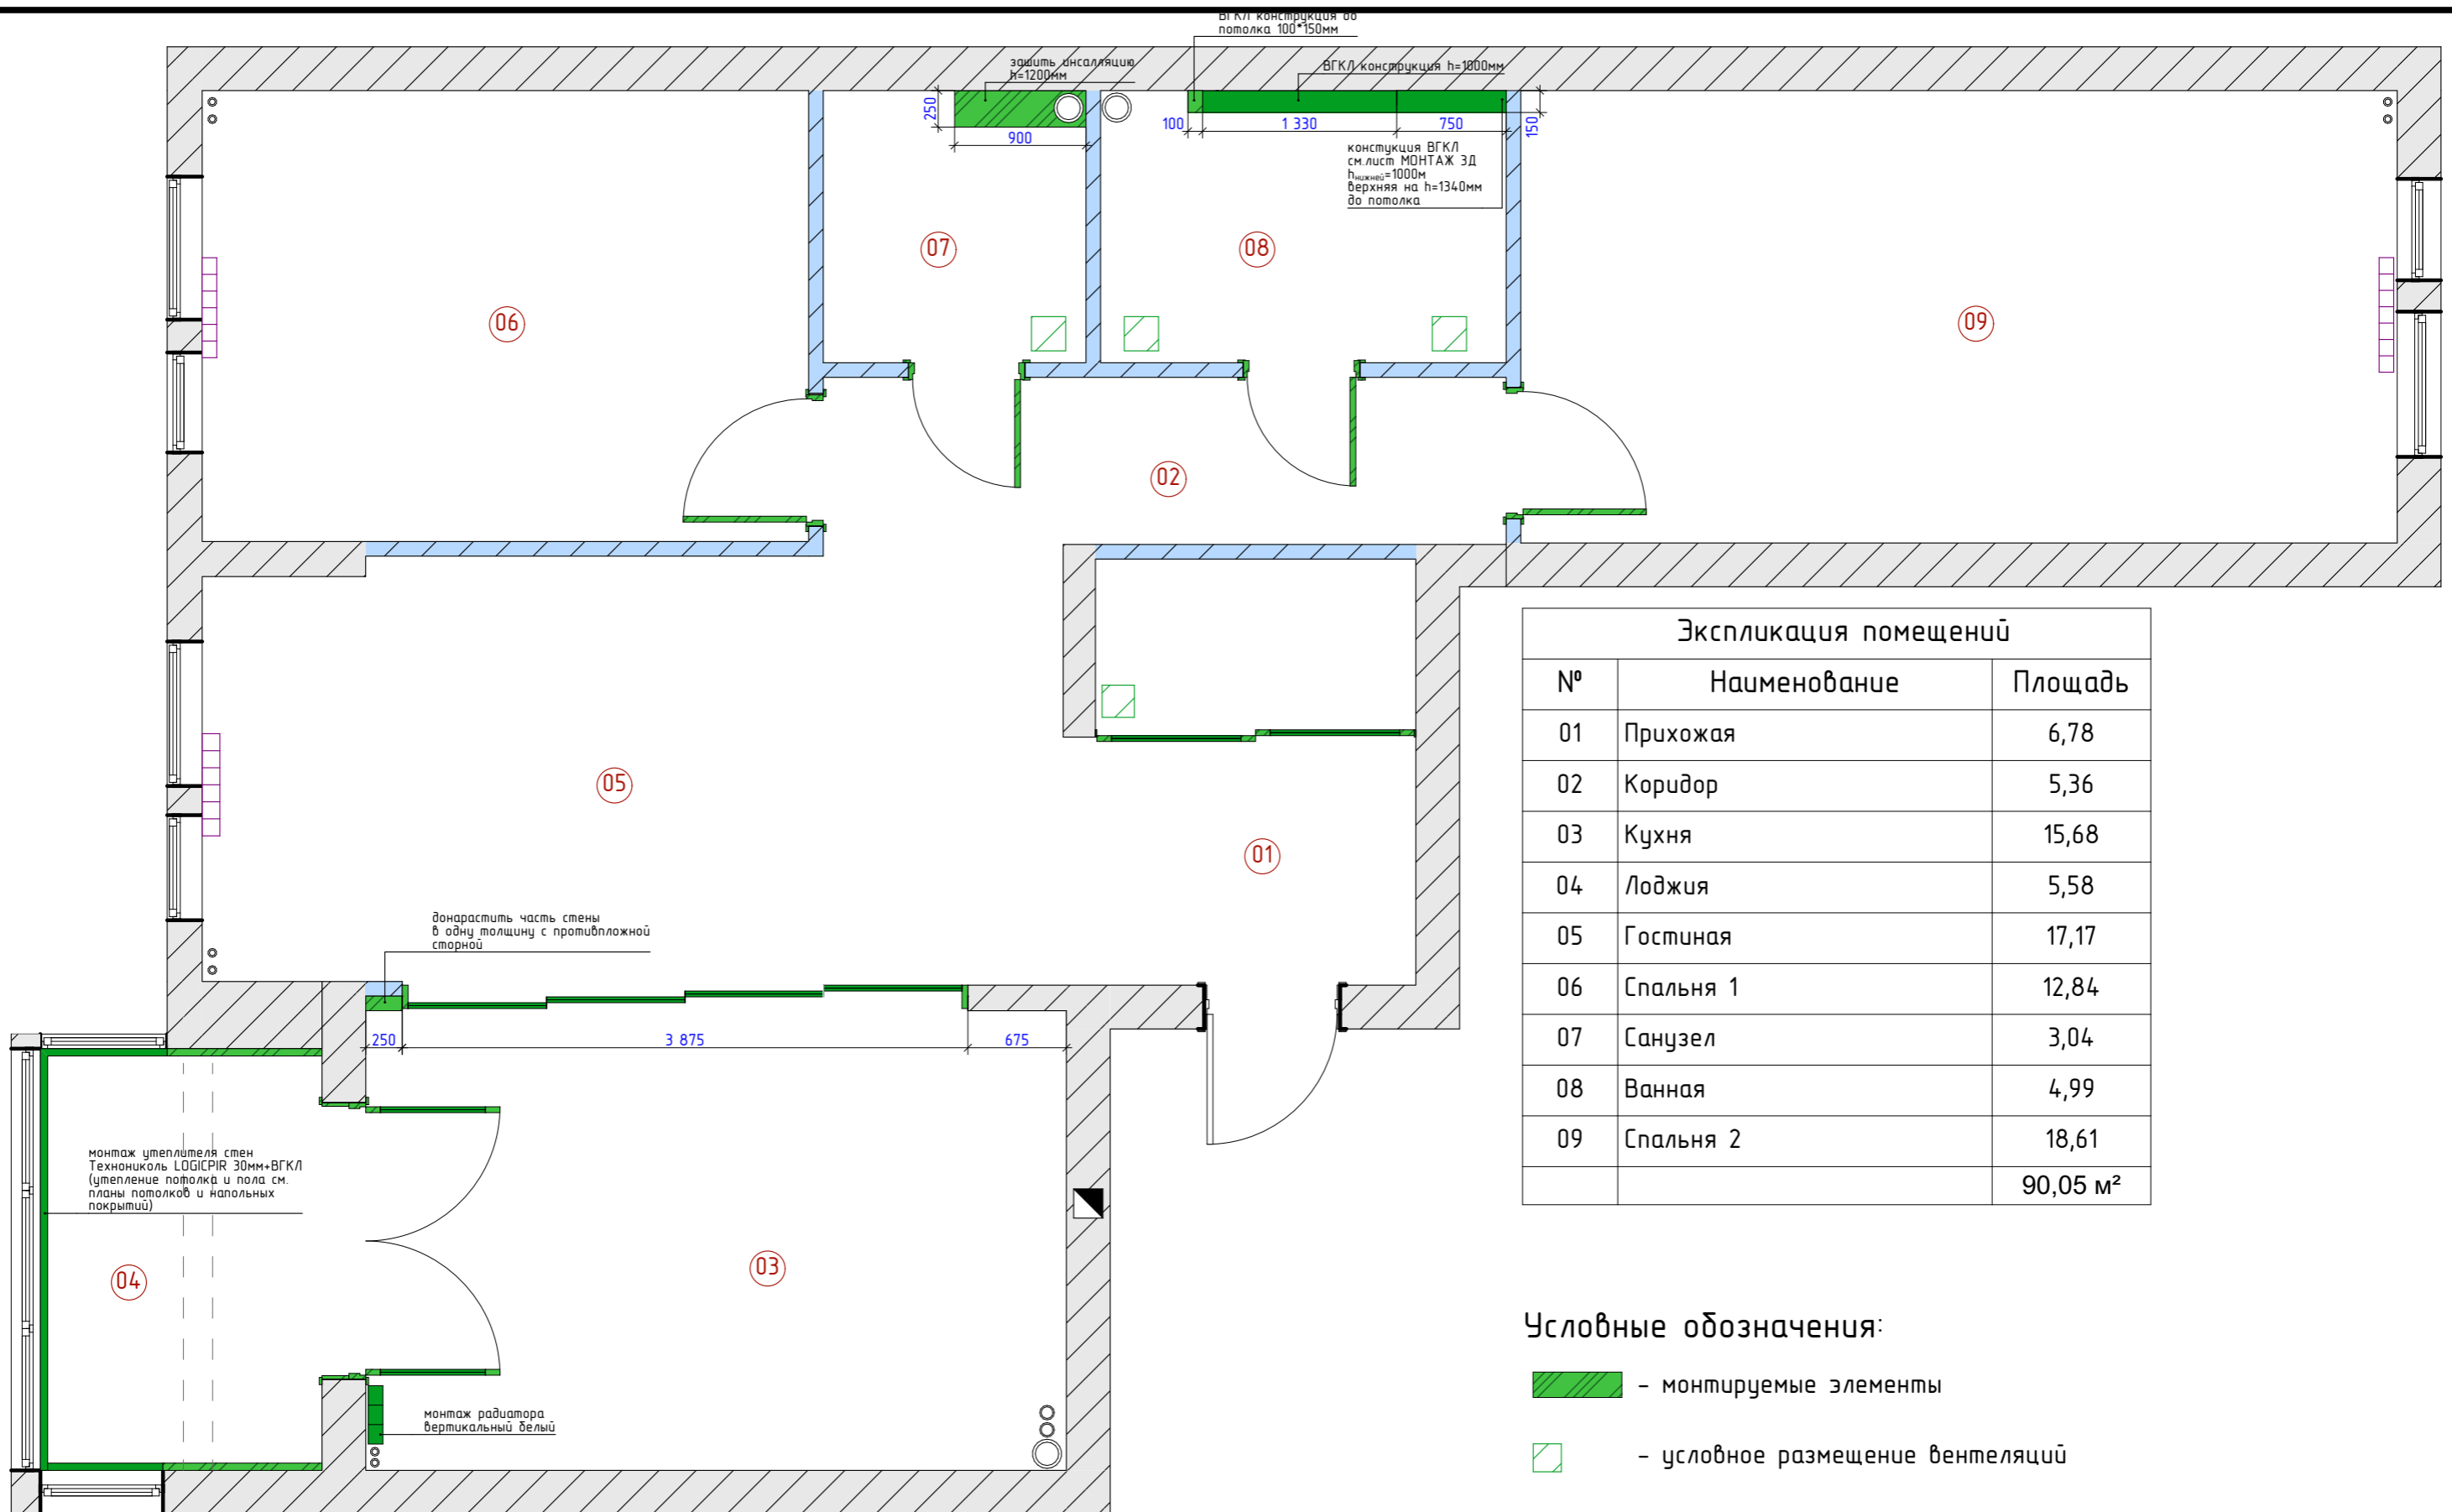 ВГКЛ конструкция до
потолка 100*150мм
зашить инсалляцию
h=1200мм
ВГКЛ конструкция h=1000мм
250
900
100
1 330
750
150
констукция ВГКЛ
см.лист МОНТАЖ 3Д
hнижней=1000м
верхняя на h=1340мм
до потолка
07
08
06
09
02
05
01
донарастить часть стены
в одну толщину с противпложной
сторной
250
3 875
675
монтаж утеплителя стен
Технониколь LOGICPIR 30мм+ВГКЛ
(утепление потолка и пола см.
планы потолков и напольных
покрытий)
04
03
монтаж радиатора
вертикальный белый
Экспликация помещений
№ Наименование Площадь
01 Прихожая 6,78
02 Коридор 5,36
03 Кухня 15,68
04 Лоджия 5,58
05 Гостиная 17,17
06 Спальня 1 12,84
07 Санузел 3,04
08 Ванная 4,99
09 Спальня 2 18,61
90,05 м²
Условные обозначения:
- монтируемые элементы
- условное размещение вентеляций